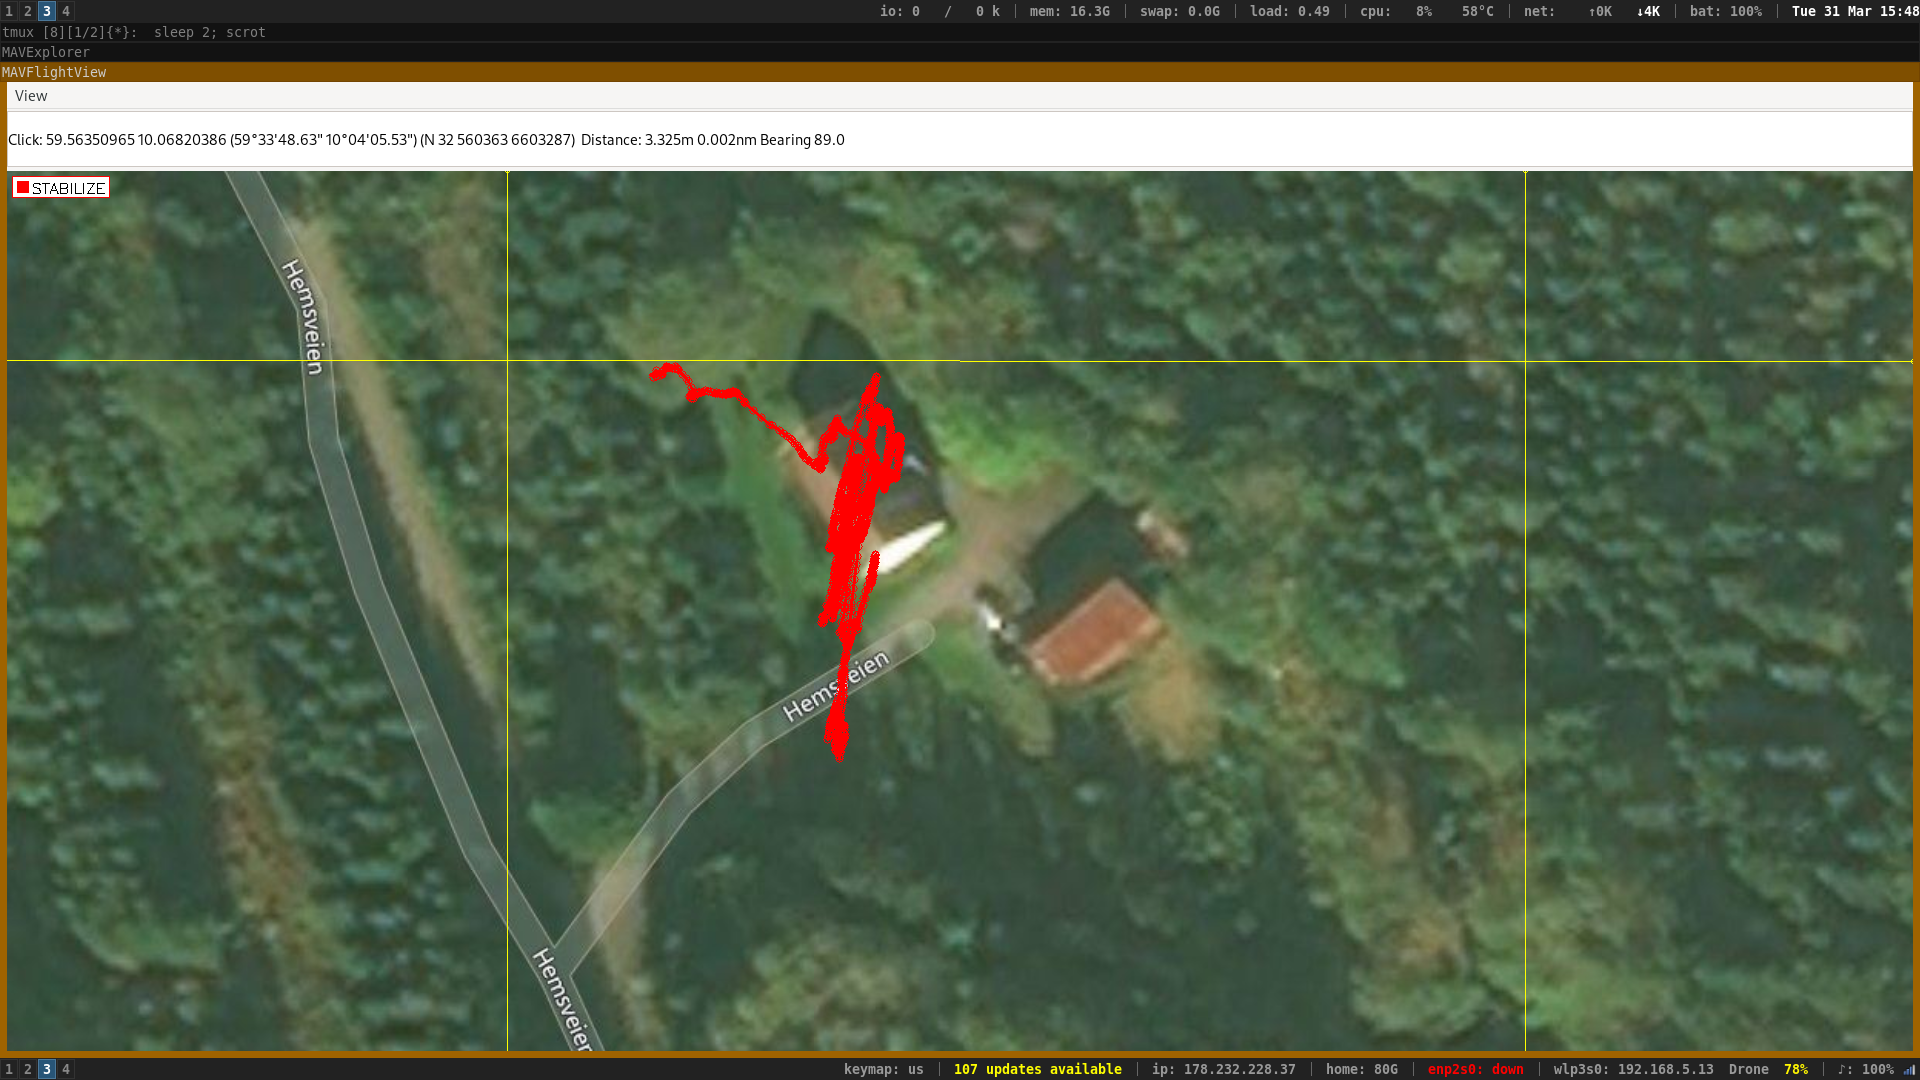 1 2 3 4 io: 0 / 0 k | mem: 16.3G | swap: 0.0G | load: 0.49 | cpu: 8% 58°C | net: ↑0K ↓4K | bat: 100% | Tue 31 Mar 15:48
tmux [8][1/2]{*}: sleep 2; scrot
MAVExplorer
MAVFlightView
View
Click: 59.56350965 10.06820386 (59°33'48.63" 10°04'05.53") (N 32 560363 6603287) Distance: 3.325m 0.002nm Bearing 89.0
STABILIZE
Hemsveien
Hemsveien
Hemsveien
1 2 3 4 keymap: us | 107 updates available | ip: 178.232.228.37 | home: 80G | enp2s0: down | wlp3s0: 192.168.5.13 Drone 78% | ♪: 100%